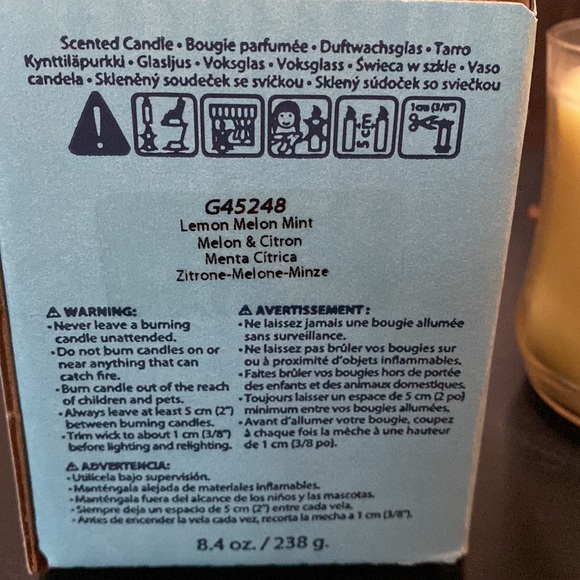 Scented Candle • Bougie parfumée • Duftwachsglas • Tarro
Kynttiläpurkki • Glasljus • Voksglas • Voksglass • Świeca w szkle • Vaso
candela • Skleněný soudeček se svíčkou • Sklený súdoček so sviečkou
5 cm
1 cm (3/8")
G45248
Lemon Melon Mint
Melon & Citron
Menta Cítrica
Zitrone-Melone-Minze
⚠ WARNING:
• Never leave a burning
candle unattended.
• Do not burn candles on or
near anything that can
catch fire.
• Burn candle out of the reach
of children and pets.
• Always leave at least 5 cm (2")
between burning candles.
• Trim wick to about 1 cm (3/8")
before lighting and relighting.
⚠ AVERTISSEMENT:
• Ne laissez jamais une bougie allumée
sans surveillance.
• Ne laissez pas brûler vos bougies sur
ou à proximité d'objets inflammables.
• Faites brûler vos bougies hors de portée
des enfants et des animaux domestiques.
• Toujours laisser un espace de 5 cm (2 po)
minimum entre vos bougies allumées.
• Avant d'allumer votre bougie, coupez
à chaque fois la mèche à une hauteur
de 1 cm (3/8 po).
⚠ ADVERTENCIA:
• Utilícela bajo supervisión.
• Manténgala alejada de materiales inflamables.
• Manténgala fuera del alcance de los niños y las mascotas.
• Siempre deja un espacio de 5 cm (2") entre cada vela.
• Antes de encender la vela cada vez, recorta la mecha a 1 cm (3/8").
8.4 oz. / 238 g.